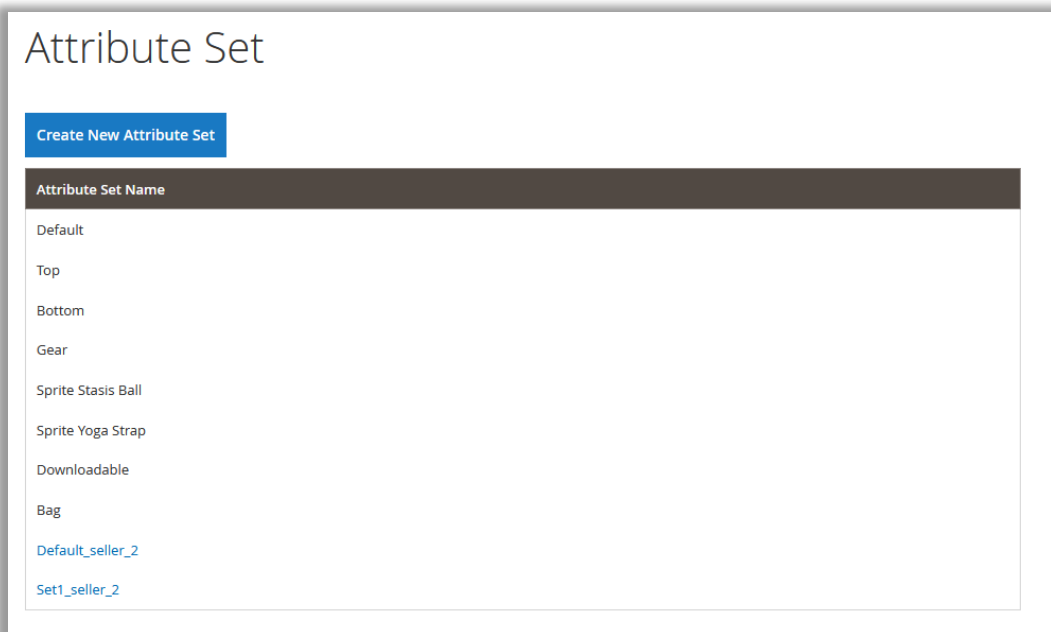 Attribute Set
Create New Attribute Set
Attribute Set Name
Default
Top
Bottom
Gear
Sprite Stasis Ball
Sprite Yoga Strap
Downloadable
Bag
Default_seller_2
Set1_seller_2